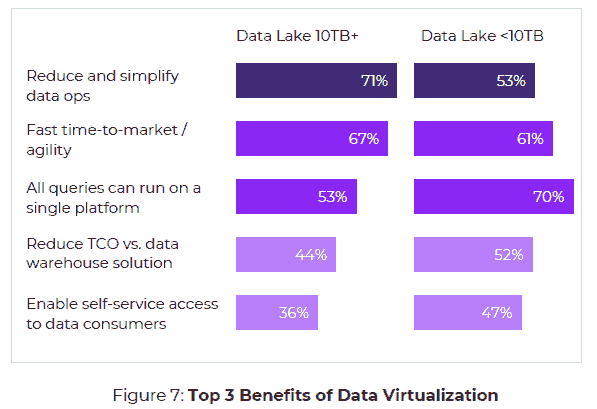 Data Lake 10TB+ Data Lake <10TB
Reduce and simplify
data ops
71% 53%
Fast time-to-market /
agility
67% 61%
All queries can run on a
single platform
53% 70%
Reduce TCO vs. data
warehouse solution
44% 52%
Enable self-service access
to data consumers
36% 47%
Figure 7: Top 3 Benefits of Data Virtualization